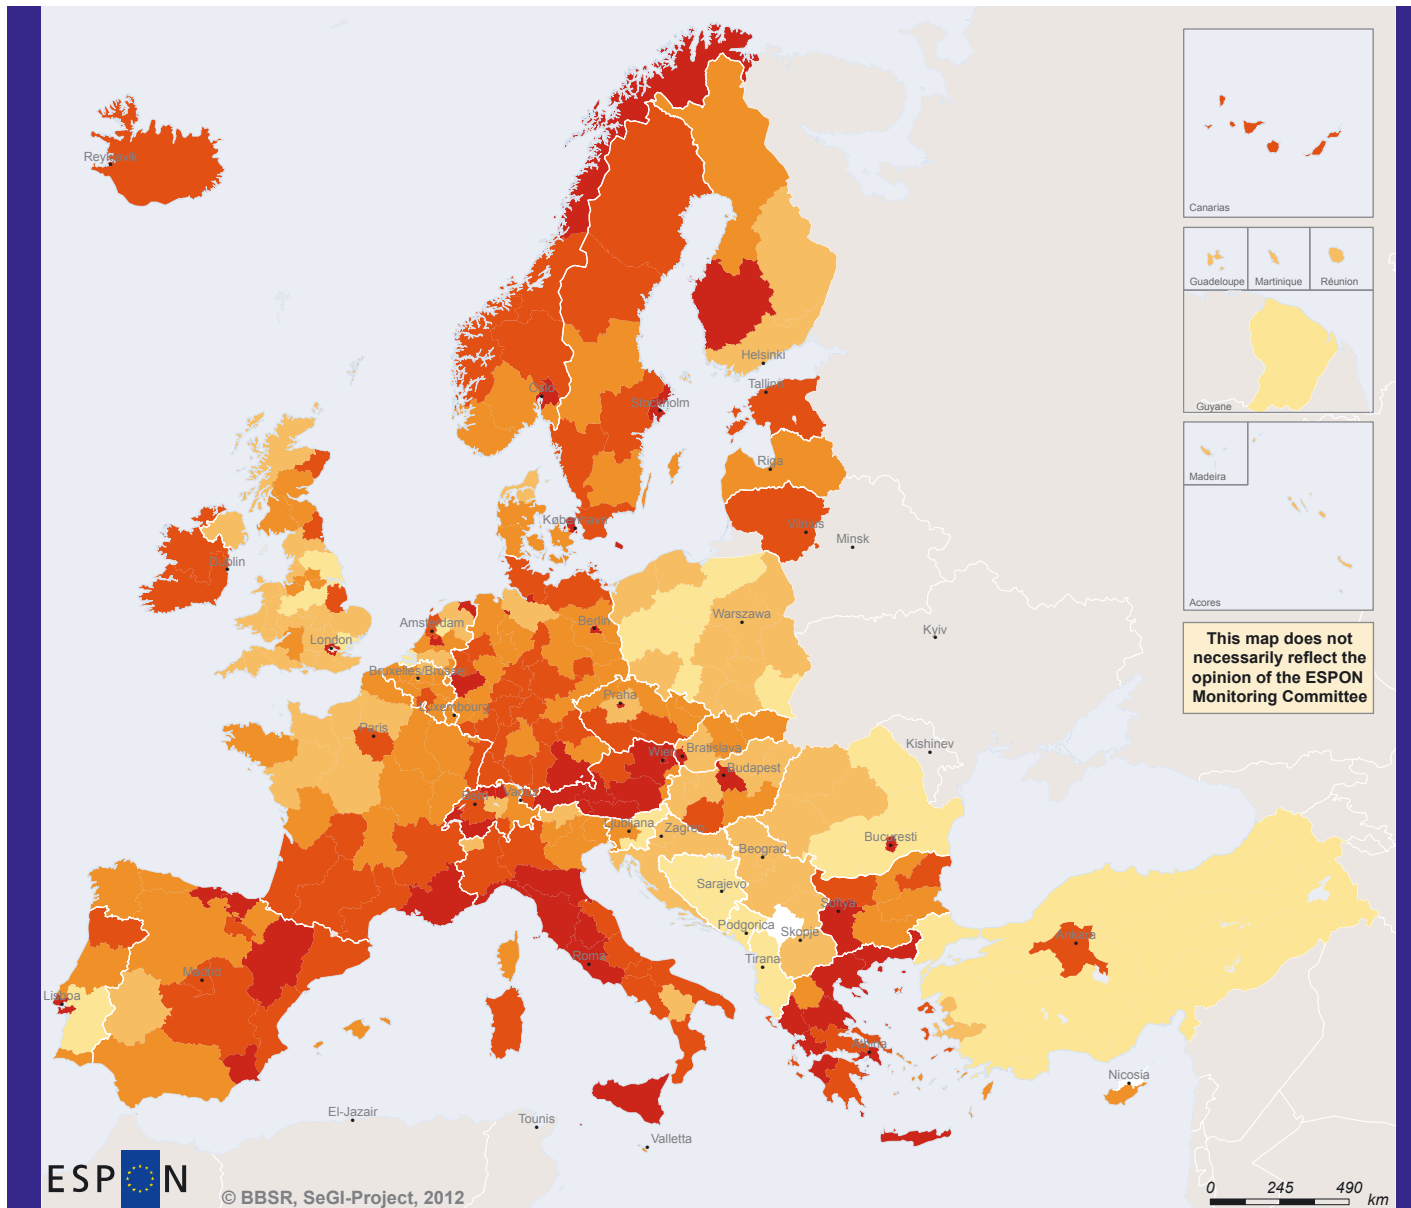 Reykjavik
Canarias
Guadeloupe
Martinique
Réunion
Guyane
Madeira
Acores
Helsinki
Tallinn
Oslo
Stockholm
Riga
København
Vilnius
Minsk
Dublin
Amsterdam
Berlin
Warszawa
London
Kyiv
Bruxelles/Brussel
Praha
Luxembourg
Paris
Kishinev
Wien
Bratislava
Budapest
Bern
Vaduz
Ljubljana
Zagreb
Bucuresti
Beograd
Sarajevo
Sofiya
Podgorica
Skopje
Ankara
Tirana
Roma
Madrid
Lisboa
Athina
Nicosia
El-Jazair
Tounis
Valletta
This map does not
necessarily reflect the
opinion of the ESPON
Monitoring Committee
ESPON
© BBSR, SeGI-Project, 2012
0 245 490
km